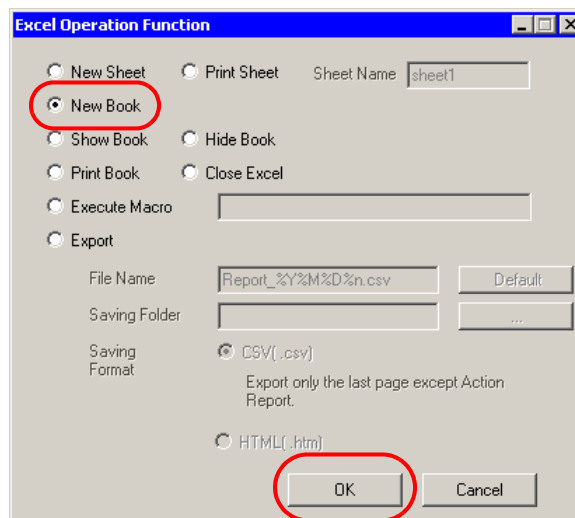 Excel Operation Function
New Sheet Print Sheet Sheet Name sheet1
New Book
Show Book Hide Book
Print Book Close Excel
Execute Macro
Export
File Name Report_%Y%M%D%n.csv Default
Saving Folder ...
Saving
Format
CSV( .csv)
Export only the last page except Action
Report.
HTML( .htm)
OK Cancel